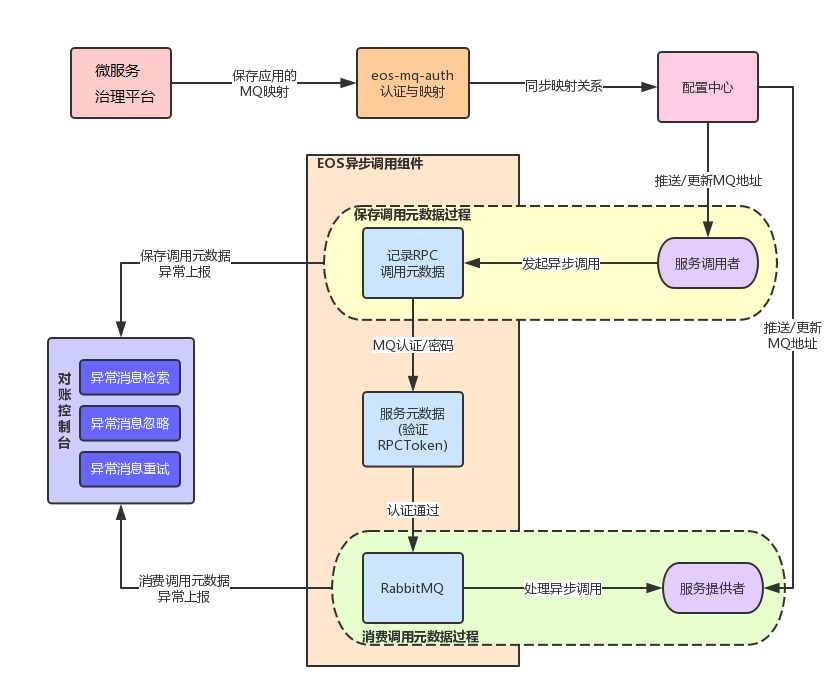 微服务
治理平台
保存应用的
MQ映射
eos-mq-auth
认证与映射
同步映射关系
配置中心
推送/更新MQ地址
EOS异步调用组件
保存调用元数据过程
记录RPC
调用元数据
发起异步调用
服务调用者
保存调用元数据
异常上报
推送/更新
MQ地址
MQ认证/密码
对账控制台
异常消息检索
异常消息忽略
异常消息重试
服务元数据
(验证
RPCToken)
认证通过
RabbitMQ
处理异步调用
服务提供者
消费调用元数据
异常上报
消费调用元数据过程